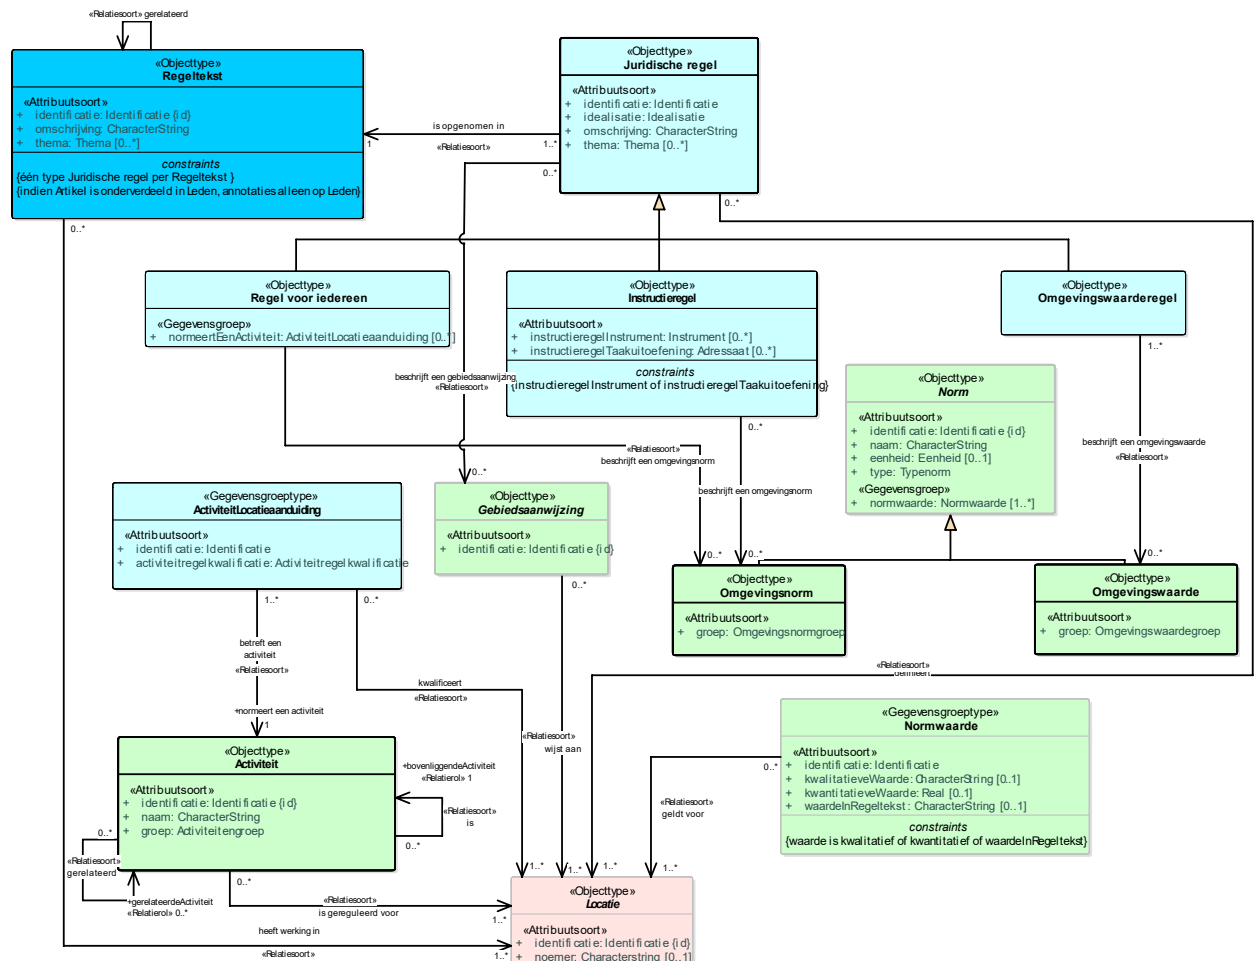 «Relatiesoort» gerelateerd
«Objecttype»
Regeltekst
«Attribuutsoort»
+ identificatie: Identificatie {id}
+ omschrijving: CharacterString
+ thema: Thema [0..*]
constraints
{één type Juridische regel per Regeltekst }
{indien Artikel is onderverdeeld in Leden, annotaties alleen op Leden}
0..*
«Objecttype»
Juridische regel
«Attribuutsoort»
+ identificatie: Identificatie
+ idealisatie: Idealisatie
+ omschrijving: CharacterString
+ thema: Thema [0..*]
is opgenomen in
1
1..*
«Relatiesoort»
0..*
0..*
«Objecttype»
Regel voor iedereen
«Gegevensgroep»
+ normeertEenActiviteit: ActiviteitLocatieaanduiding [0..*]
«Objecttype»
Instructieregel
«Attribuutsoort»
+ instructieregelInstrument: Instrument [0..*]
+ instructieregelTaakuitoefening: Adressaat [0..*]
constraints
{instructieregelInstrument of instructieregelTaakuitoefening}
0..*
«Objecttype»
Omgevingswaarderegel
1..*
beschrijft een gebiedsaanwijzing
«Relatiesoort»
0..*
«Objecttype»
Norm
«Attribuutsoort»
+ identificatie: Identificatie {id}
+ naam: CharacterString
+ eenheid: Eenheid [0..1]
+ type: Typenorm
«Gegevensgroep»
+ normwaarde: Normwaarde [1..*]
beschrijft een omgevingswaarde
«Relatiesoort»
0..*
«Relatiesoort»
beschrijft een omgevingsnorm
beschrijft een omgevingsnorm
0..*
0..*
«Gegevensgroeptype»
ActiviteitLocatieaanduiding
«Attribuutsoort»
+ identificatie: Identificatie
+ activiteitregelkwalificatie: Activiteitregelkwalificatie
1..*
0..*
«Objecttype»
Gebiedsaanwijzing
«Attribuutsoort»
+ identificatie: Identificatie {id}
0..*
«Objecttype»
Omgevingsnorm
«Attribuutsoort»
+ groep: Omgevingsnormgroep
«Objecttype»
Omgevingswaarde
«Attribuutsoort»
+ groep: Omgevingswaardegroep
betreft een
activiteit
«Relatiesoort»
+normeert een activiteit
1
kwalificeert
«Relatiesoort»
«Relatiesoort»
wijst aan
«Relatiesoort»
definieert
«Gegevensgroeptype»
Normwaarde
«Attribuutsoort»
+ identificatie: Identificatie
+ kwalitatieveWaarde: CharacterString [0..1]
+ kwantitatieveWaarde: Real [0..1]
+ waardeInRegeltekst: CharacterString [0..1]
constraints
{waarde is kwalitatief of kwantitatief of waardeInRegeltekst}
0..*
«Relatiesoort»
geldt voor
«Objecttype»
Activiteit
«Attribuutsoort»
+ identificatie: Identificatie {id}
+ naam: CharacterString
+ groep: Activiteitengroep
+bovenliggendeActiviteit
«Relatierol» 1
«Relatiesoort»
is
0..*
0..*
«Relatiesoort»
gerelateerd
+gerelateerdeActiviteit
«Relatierol» 0..*
0..*
«Relatiesoort»
is gereguleerd voor
1..*
heeft werking in
«Relatiesoort»
1..*
1..*
1..*
1..*
1..*
«Objecttype»
Locatie
«Attribuutsoort»
+ identificatie: Identificatie {id}
+ noemer: Characterstring [0..1]